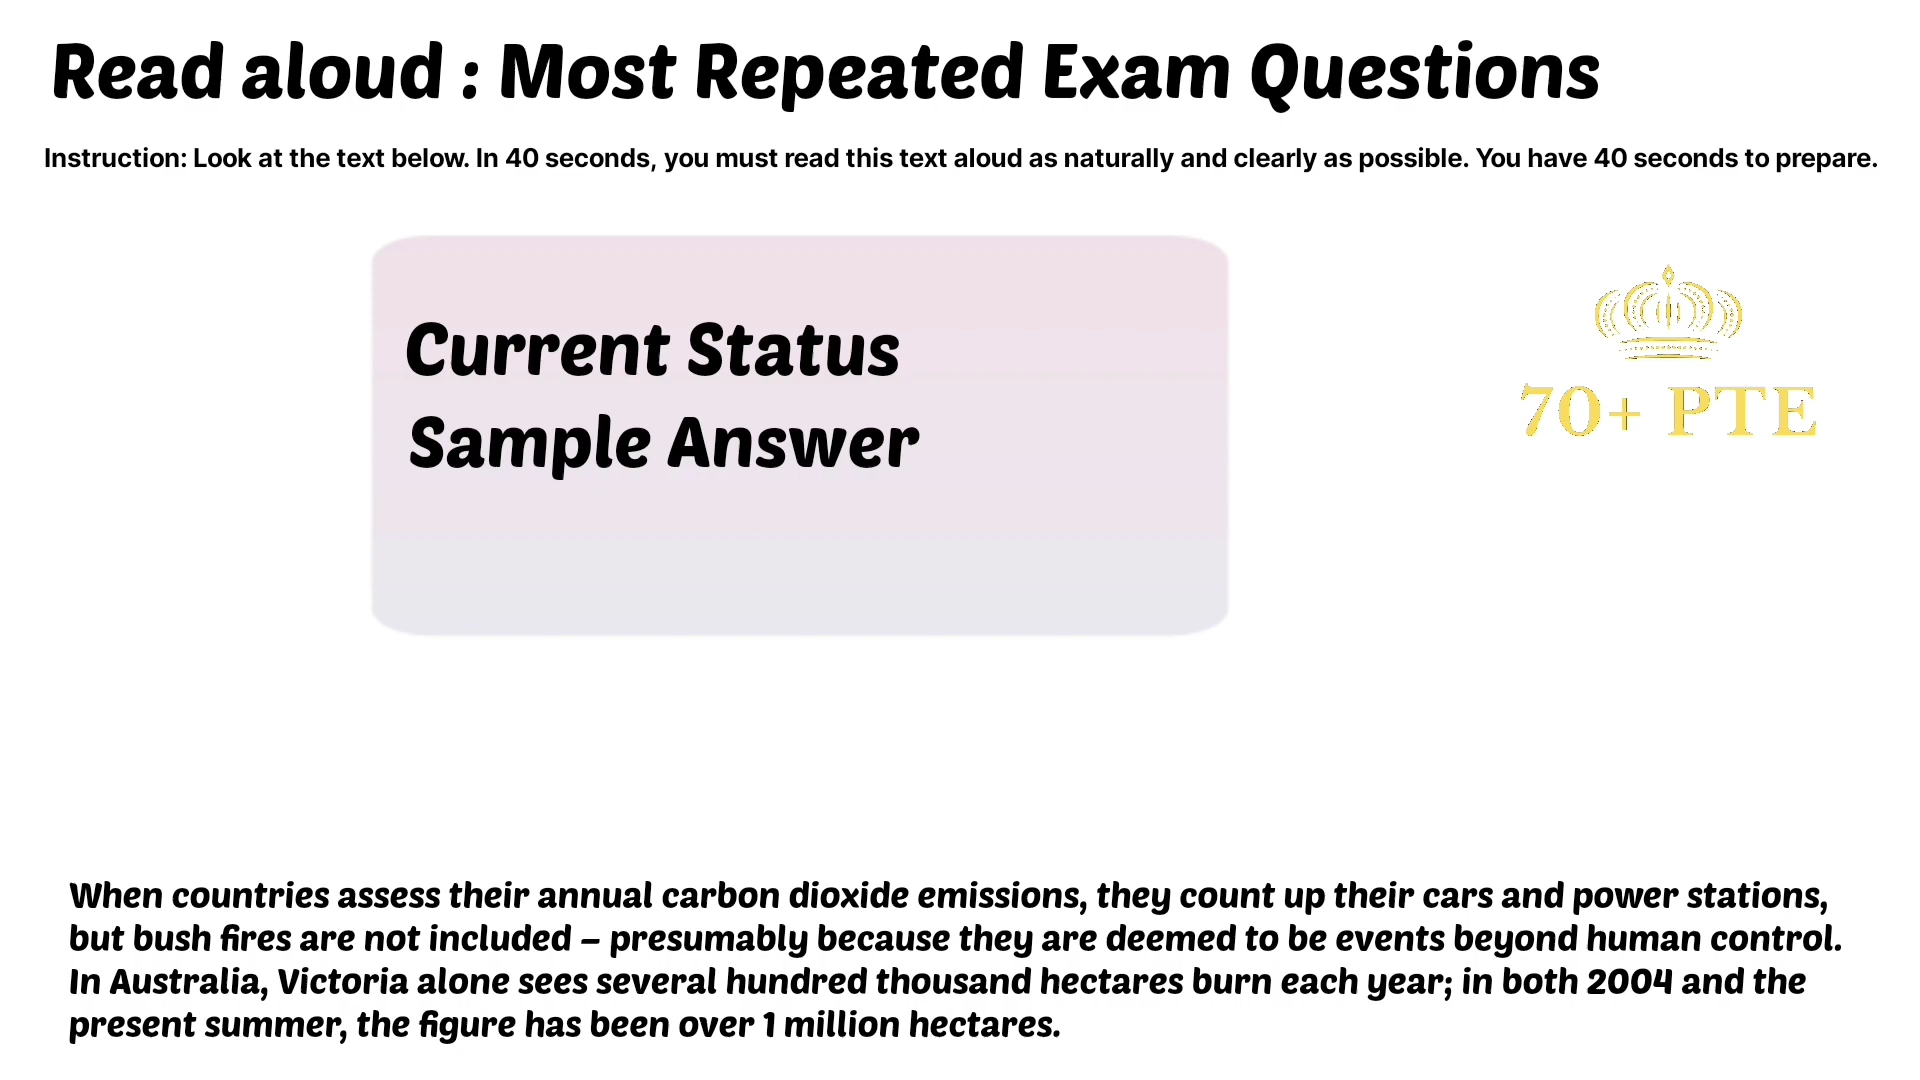 Read aloud : Most Repeated Exam Questions
Instruction: Look at the text below. In 40 seconds, you must read this text aloud as naturally and clearly as possible. You have 40 seconds to prepare.
Current Status
Sample Answer
70+ PTE
When countries assess their annual carbon dioxide emissions, they count up their cars and power stations,
but bush fires are not included – presumably because they are deemed to be events beyond human control.
In Australia, Victoria alone sees several hundred thousand hectares burn each year; in both 2004 and the
present summer, the figure has been over 1 million hectares.